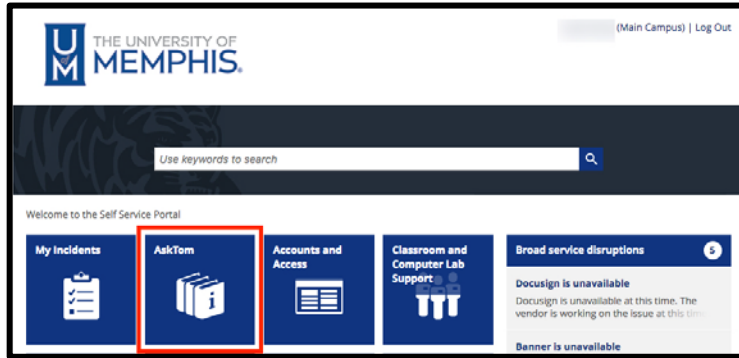 (Main Campus) | Log Out
THE UNIVERSITY OF
MEMPHIS.
Use keywords to search
Welcome to the Self Service Portal
My Incidents
AskTom
Accounts and
Access
Classroom and
Computer Lab
Support
Broad service disruptions
5
Docusign is unavailable
Docusign is unavailable at this time. The
vendor is working on the issue at this time
Banner is unavailable